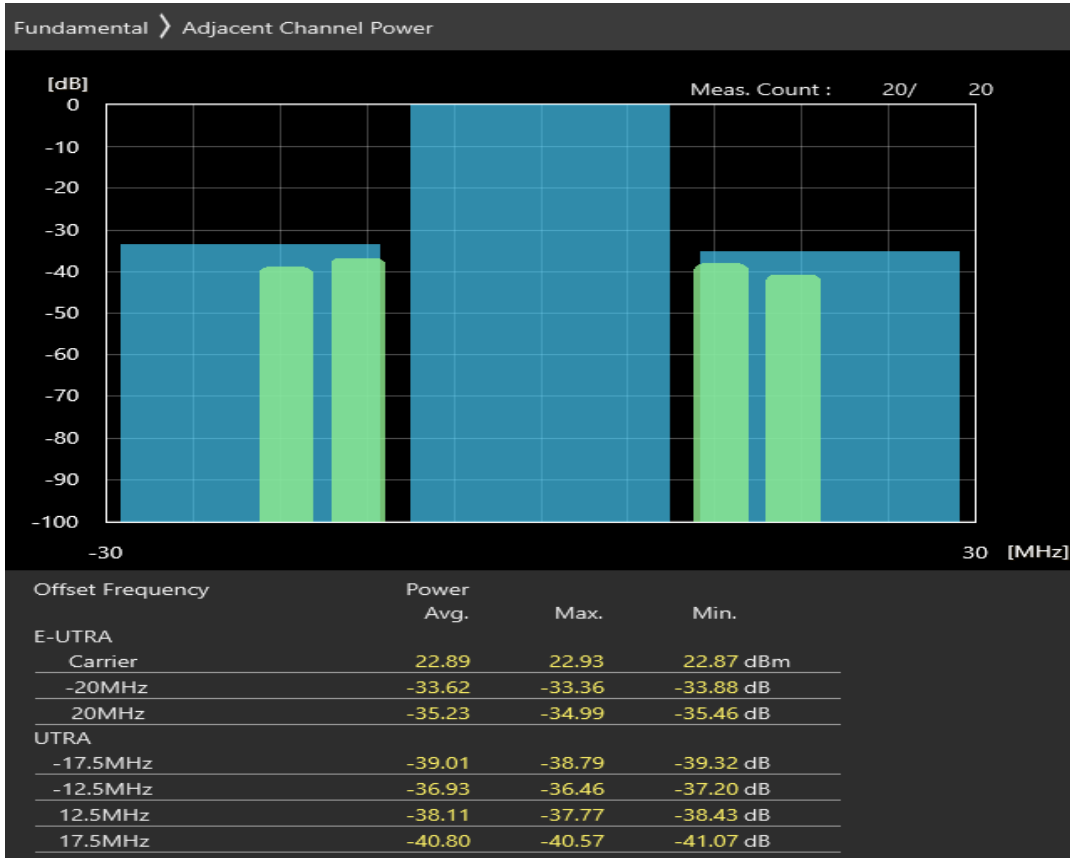 Fundamental 〉 Adjacent Channel Power
[dB]
Meas. Count : 20/ 20
0
-10
-20
-30
-40
-50
-60
-70
-80
-90
-100
-30 30 [MHz]
Offset Frequency Power
Avg. Max. Min.
E-UTRA
Carrier 22.89 22.93 22.87 dBm
-20MHz -33.62 -33.36 -33.88 dB
20MHz -35.23 -34.99 -35.46 dB
UTRA
-17.5MHz -39.01 -38.79 -39.32 dB
-12.5MHz -36.93 -36.46 -37.20 dB
12.5MHz -38.11 -37.77 -38.43 dB
17.5MHz -40.80 -40.57 -41.07 dB